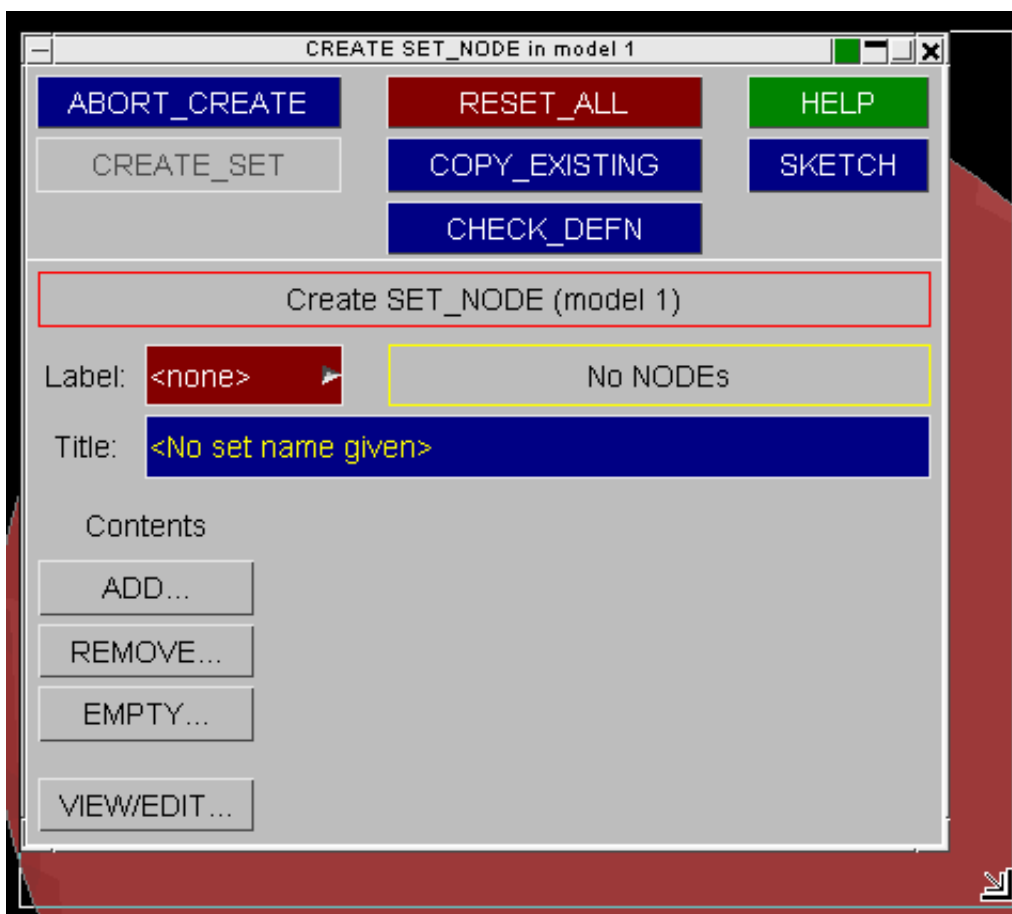 CREATE SET_NODE in model 1
ABORT_CREATE RESET_ALL HELP
CREATE_SET COPY_EXISTING SKETCH
CHECK_DEFN
Create SET_NODE (model 1)
Label: <none> No NODEs
Title: <No set name given>
Contents
ADD...
REMOVE...
EMPTY...
VIEW/EDIT...